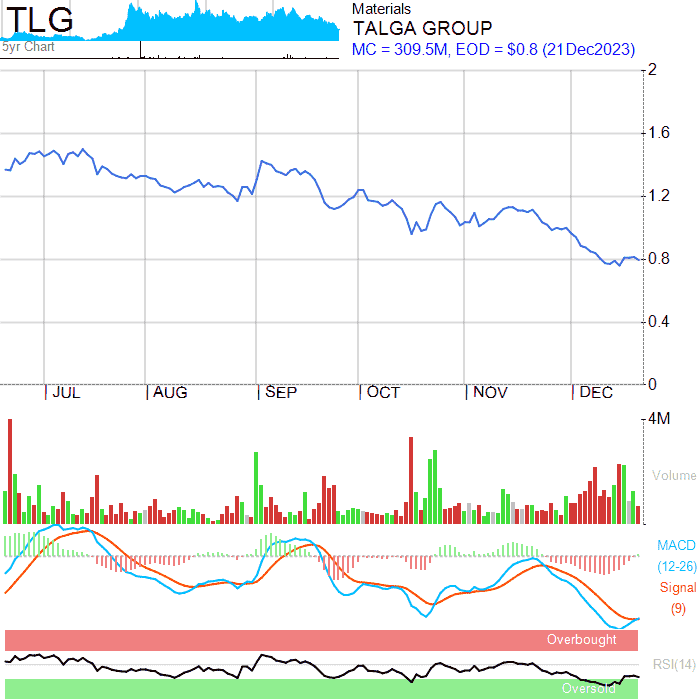 TLG
5yr Chart
Materials
TALGA GROUP
MC = 309.5M, EOD = $0.8 (21Dec2023)
2
1.6
1.2
0.8
0.4
0
JUL AUG SEP OCT NOV DEC
4M
Volume
MACD
(12-26)
Signal
(9)
Overbought
RSI(14)
Oversold